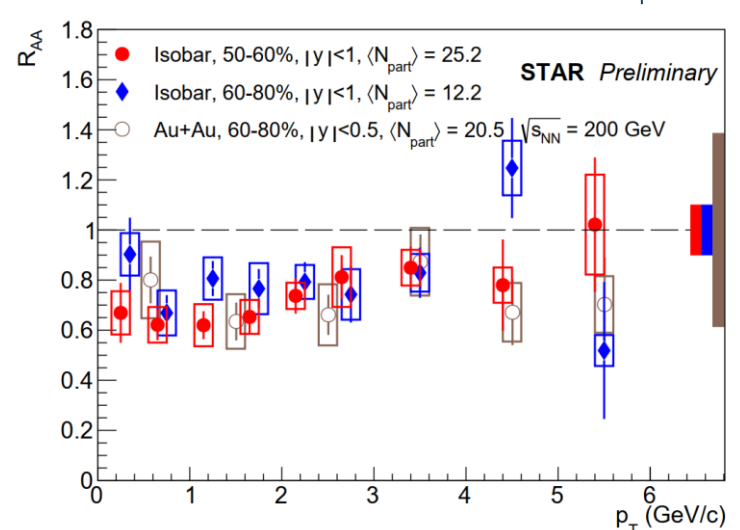 R_AA
1.8
1.6
1.4
1.2
1
0.8
0.6
0.4
0.2
0
Isobar, 50-60%, |y|<1, ⟨N_part⟩ = 25.2
Isobar, 60-80%, |y|<1, ⟨N_part⟩ = 12.2
STAR Preliminary
Au+Au, 60-80%, |y|<0.5, ⟨N_part⟩ = 20.5 √s_NN = 200 GeV
0 1 2 3 4 5 6
p_T (GeV/c)